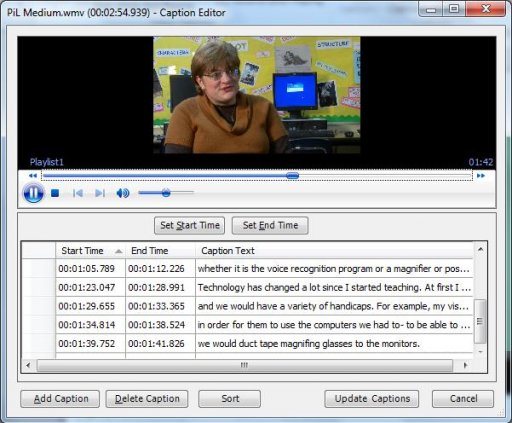 PiL Medium.wmv (00:02:54.939) - Caption Editor
CHARACTERS
STRUCTURE
Playlist1 01:42
Set Start Time Set End Time
Start Time End Time Caption Text
00:01:05.789 00:01:12.226 whether it is the voice recognition program or a magnifier or pos...
00:01:23.047 00:01:28.991 Technology has changed a lot since I started teaching. At first I ...
00:01:29.655 00:01:33.365 and we would have a variety of handicaps. For example, my vis...
00:01:34.814 00:01:38.524 in order for them to use the computers we had to- to be able to ...
00:01:39.752 00:01:41.826 we would duct tape magnifing glasses to the monitors.
Add Caption Delete Caption Sort Update Captions Cancel